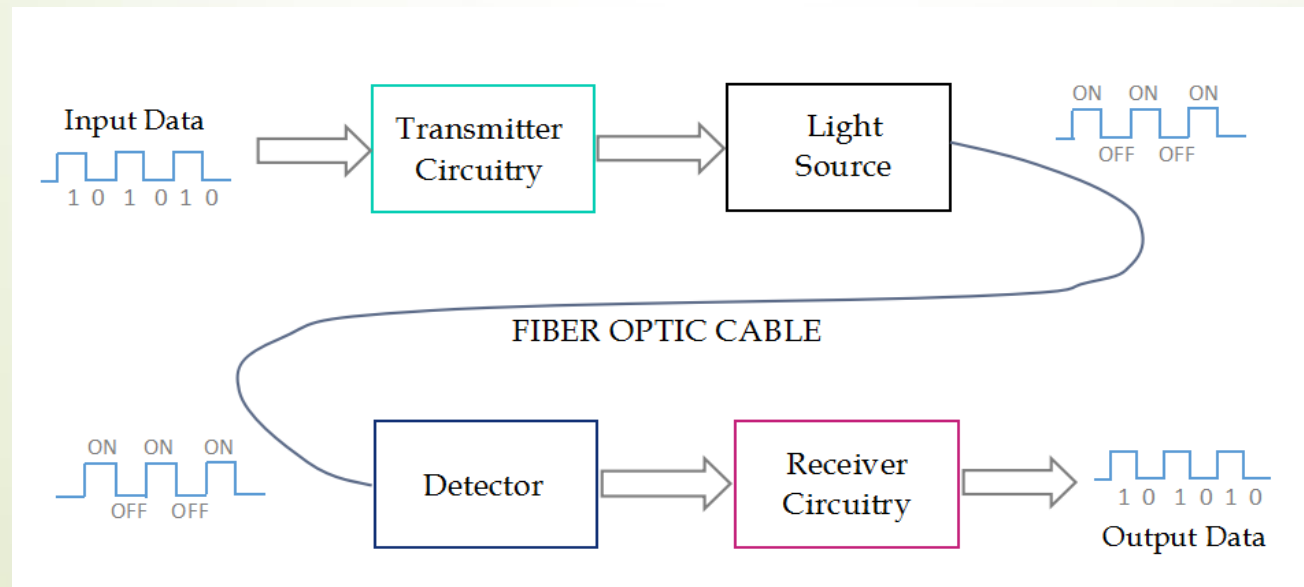 Input Data
1 0 1 0 1 0
Transmitter
Circuitry
Light
Source
ON ON ON
OFF OFF
FIBER OPTIC CABLE
ON ON ON
OFF OFF
Detector
Receiver
Circuitry
1 0 1 0 1 0
Output Data